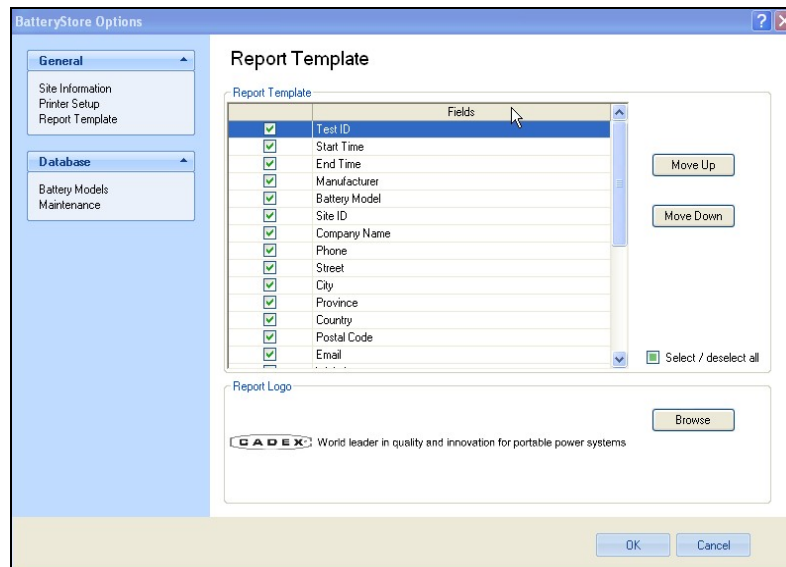 BatteryStore Options
General
Site Information
Printer Setup
Report Template
Database
Battery Models
Maintenance
Report Template
Report Template
Fields
Test ID
Start Time
End Time
Manufacturer
Battery Model
Site ID
Company Name
Phone
Street
City
Province
Country
Postal Code
Email
Move Up
Move Down
Select / deselect all
Report Logo
CADEX World leader in quality and innovation for portable power systems
Browse
OK
Cancel